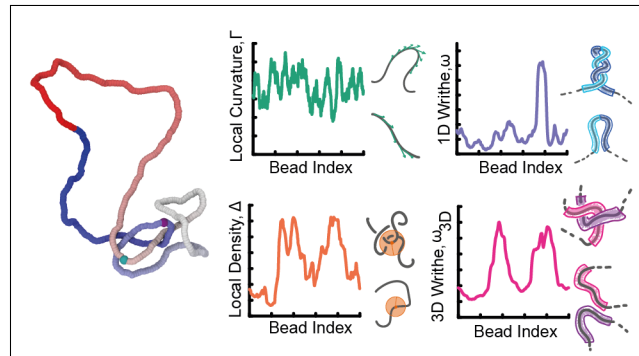 Local Curvature, Γ
Bead Index
1D Writhe, ω
Bead Index
Local Density, Δ
Bead Index
3D Writhe, ω3D
Bead Index